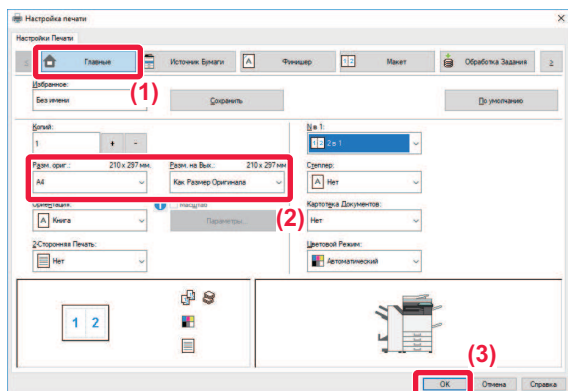 Настройка печати
Настройки Печати
Главные
Источник Бумаги
Финишер
Макет
Обработка Задания
2
(1)
Избранное:
Без имени
Сохранить
По умолчанию
Копий:
1
+ -
N в 1:
2 в 1
Разм. ориг.: 210 x 297 мм.
A4
Разм. на Вых.: 210 x 297 мм
Как Размер Оригинала
Степлер:
Нет
(2)
Ориентация:
Книга
Масштаб
Параметры...
Картотека Документов:
Нет
2-Сторонняя Печать:
Нет
Цветовой Режим:
Автоматический
1 2
(3)
OK
Отмена
Справка